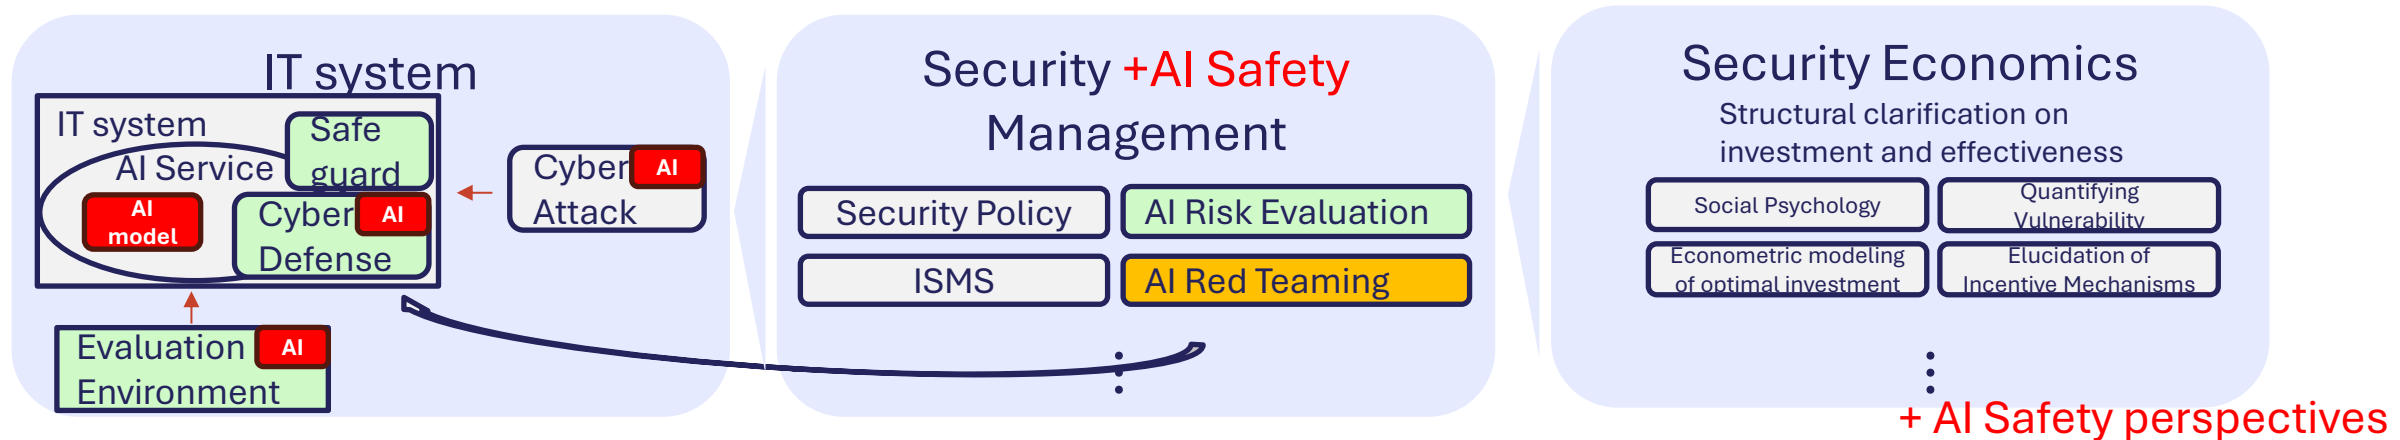 IT system
IT system
Safe
guard
AI Service
AI
model
Cyber
AI
Defense
Cyber
AI
Attack
Evaluation
AI
Environment
Security +AI Safety
Management
Security Policy
AI Risk Evaluation
ISMS
AI Red Teaming
Security Economics
Structural clarification on
investment and effectiveness
Social Psychology
Quantifying
Vulnerability
Econometric modeling
of optimal investment
Elucidation of
Incentive Mechanisms
+ AI Safety perspectives